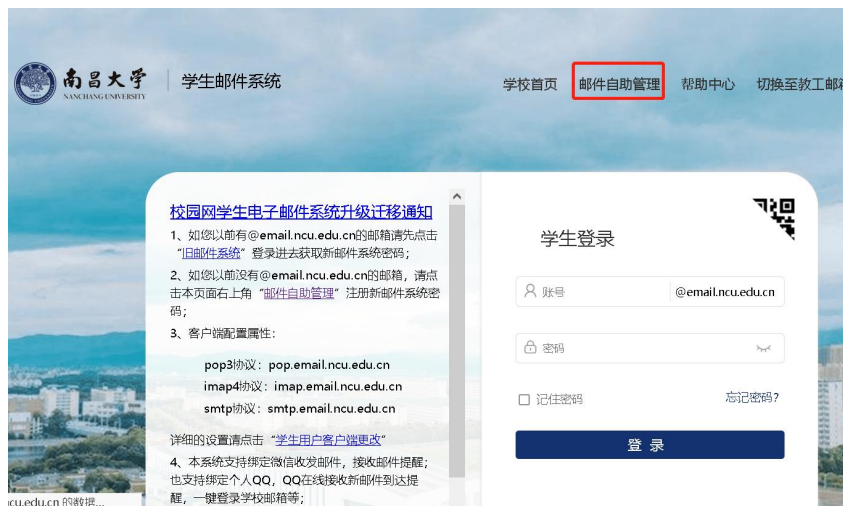 南昌大学
NANCHANG UNIVERSITY
学生邮件系统
学校首页
邮件自助管理
帮助中心
切换至教工邮箱
校园网学生电子邮件系统升级迁移通知
1、如您以前有@email.ncu.edu.cn的邮箱请先点击
“旧邮件系统”登录进去获取新邮件系统密码；
2、如您以前没有@email.ncu.edu.cn的邮箱，请点
击本页面右上角“邮件自助管理”注册新邮件系统密
码；
3、客户端配置属性：
pop3协议：pop.email.ncu.edu.cn
imap4协议：imap.email.ncu.edu.cn
smtp协议：smtp.email.ncu.edu.cn
详细的设置请点击“学生用户客户端更改”
4、本系统支持绑定微信收发邮件，接收邮件提醒；
也支持绑定个人QQ，QQ在线接收新邮件到达提
醒，一键登录学校邮箱等；
学生登录
账号
@email.ncu.edu.cn
密码
记住密码
忘记密码?
登 录
cu.edu.cn 的数据...